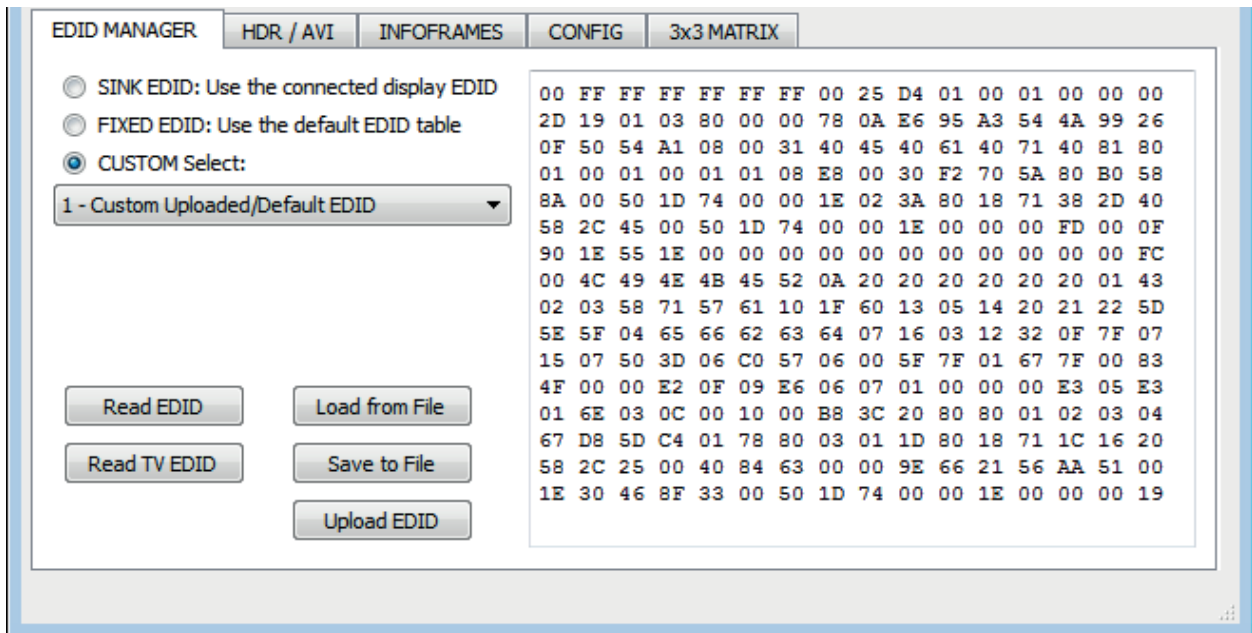 EDID MANAGER HDR / AVI INFOFRAMES CONFIG 3x3 MATRIX
SINK EDID: Use the connected display EDID
FIXED EDID: Use the default EDID table
CUSTOM Select:
1 - Custom Uploaded/Default EDID
Read EDID Load from File
Read TV EDID Save to File
Upload EDID
00 FF FF FF FF FF FF 00 25 D4 01 00 01 00 00 00
2D 19 01 03 80 00 00 78 0A E6 95 A3 54 4A 99 26
0F 50 54 A1 08 00 31 40 45 40 61 40 71 40 81 80
01 00 01 00 01 01 08 E8 00 30 F2 70 5A 80 B0 58
8A 00 50 1D 74 00 00 1E 02 3A 80 18 71 38 2D 40
58 2C 45 00 50 1D 74 00 00 1E 00 00 00 FD 00 0F
90 1E 55 1E 00 00 00 00 00 00 00 00 00 00 00 FC
00 4C 49 4E 4B 45 52 0A 20 20 20 20 20 20 01 43
02 03 58 71 57 61 10 1F 60 13 05 14 20 21 22 5D
5E 5F 04 65 66 62 63 64 07 16 03 12 32 0F 7F 07
15 07 50 3D 06 C0 57 06 00 5F 7F 01 67 7F 00 83
4F 00 00 E2 0F 09 E6 06 07 01 00 00 00 E3 05 E3
01 6E 03 0C 00 10 00 B8 3C 20 80 80 01 02 03 04
67 D8 5D C4 01 78 80 03 01 1D 80 18 71 1C 16 20
58 2C 25 00 40 84 63 00 00 9E 66 21 56 AA 51 00
1E 30 46 8F 33 00 50 1D 74 00 00 1E 00 00 00 19